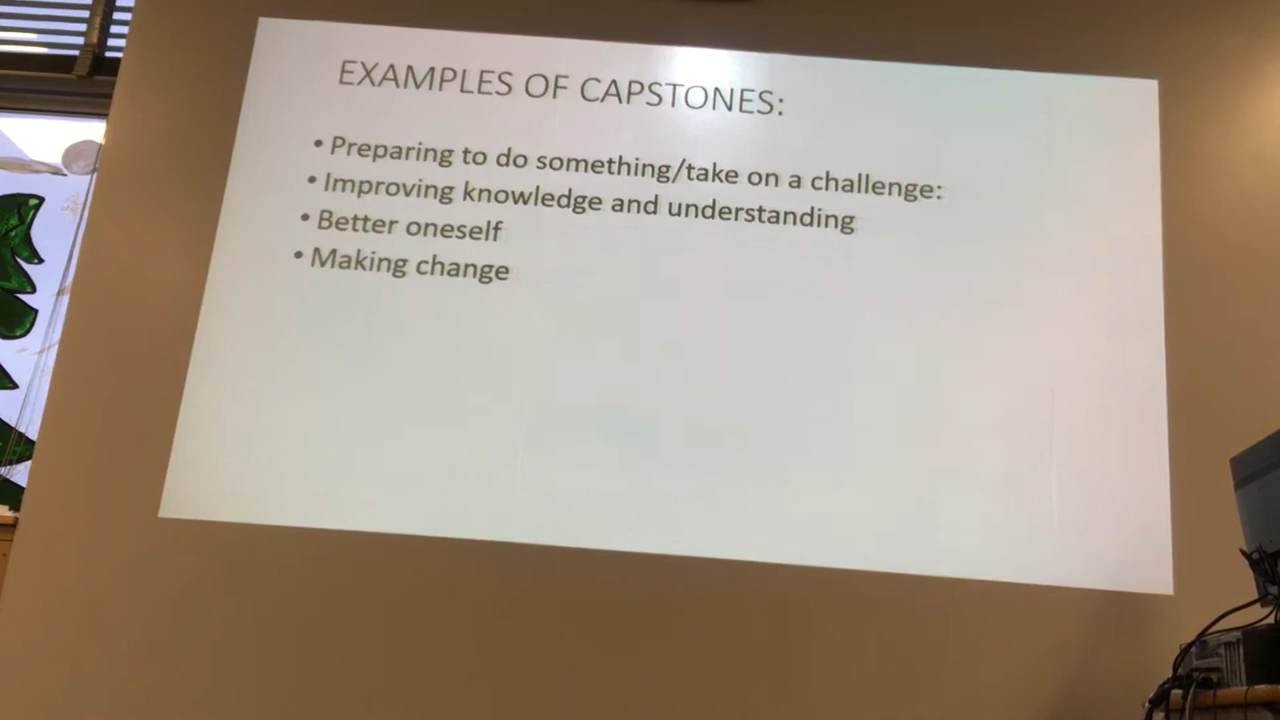 EXAMPLES OF CAPSTONES:
• Preparing to do something/take on a challenge:
• Improving knowledge and understanding
• Better oneself
• Making change